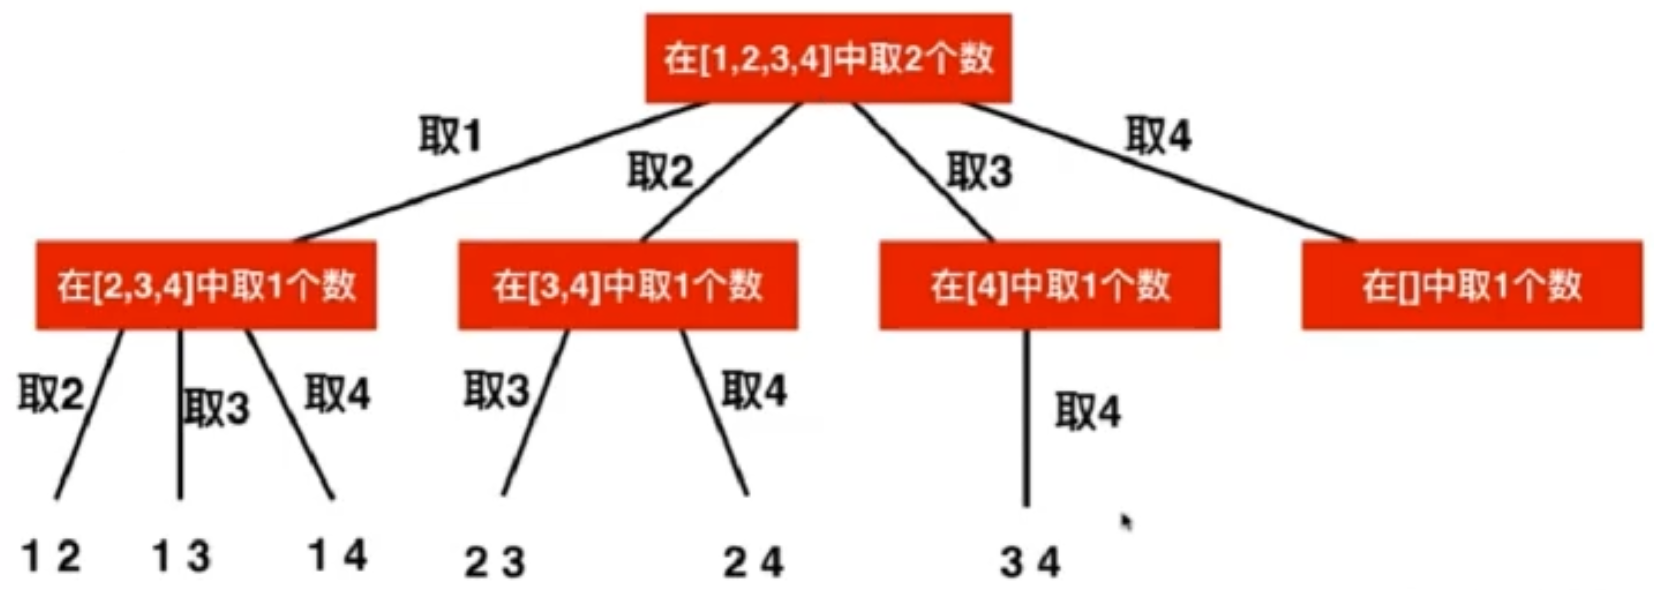 在[1,2,3,4]中取2个数
取1
取2
取3
取4
在[2,3,4]中取1个数
在[3,4]中取1个数
在[4]中取1个数
在[]中取1个数
取2
取3
取4
取3
取4
取4
1 2
1 3
1 4
2 3
2 4
3 4